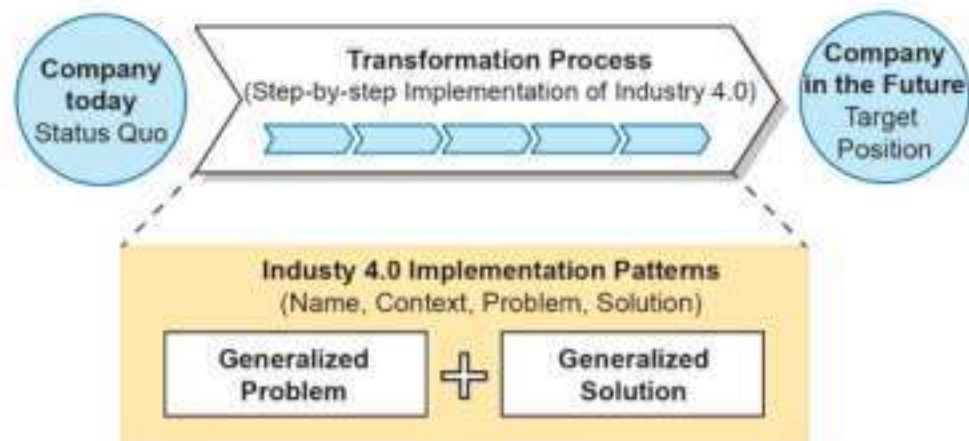 Company
today
Status Quo
Transformation Process
(Step-by-step Implementation of Industry 4.0)
Company
in the Future
Target
Position
Industy 4.0 Implementation Patterns
(Name, Context, Problem, Solution)
Generalized
Problem
Generalized
Solution